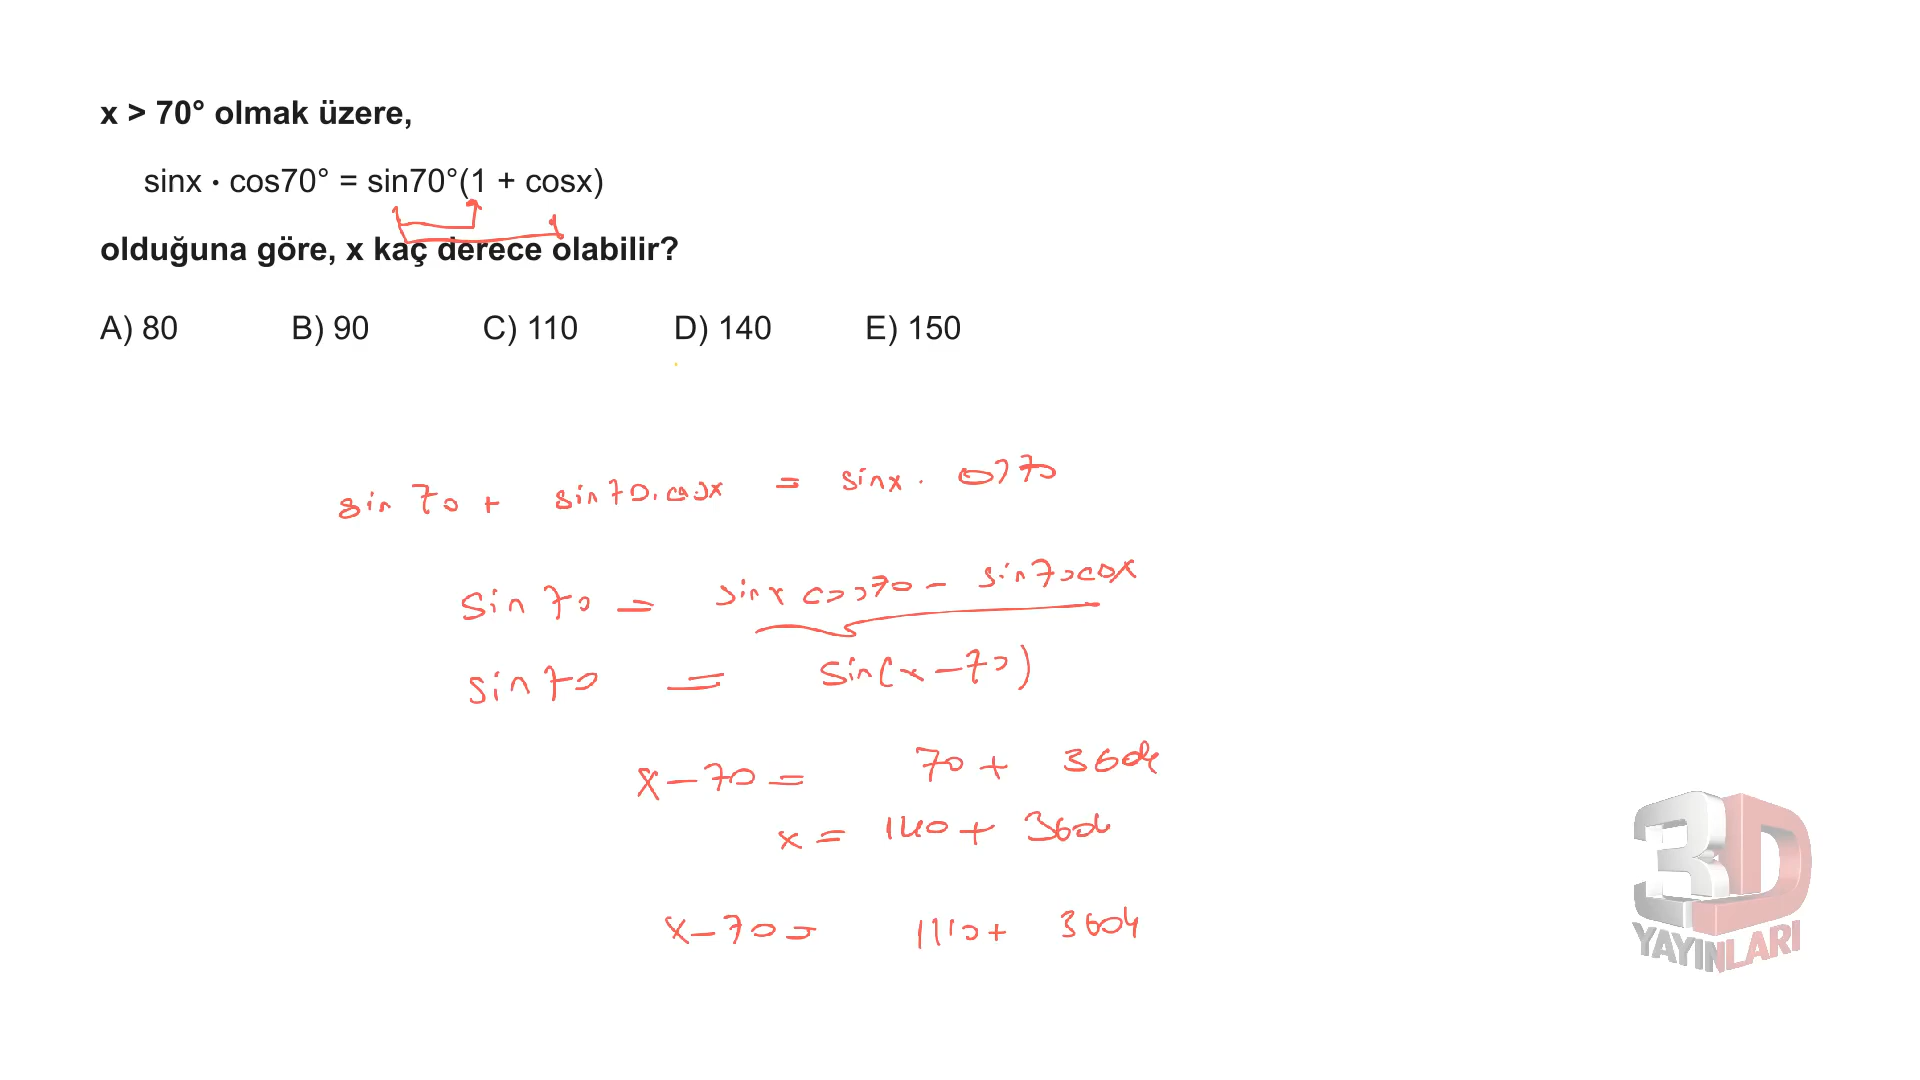 x > 70° olmak üzere,
sinx · cos70° = sin70°(1 + cosx)
olduğuna göre, x kaç derece olabilir?
A) 80 B) 90 C) 110 D) 140 E) 150
sin 70 + sin70.cosx = sinx . cos70
sin 70 = sinx cos70 - sin70cosx
sin70 = sin(x-70)
x-70 = 70 + 360k
x = 140 + 360k
x-70 = 110 + 360k
3D
YAYINLARI